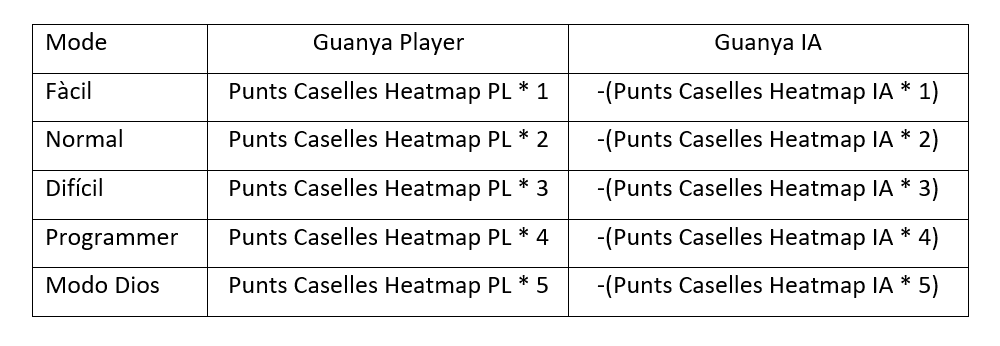 Mode Guanya Player Guanya IA
Fàcil Punts Caselles Heatmap PL * 1 -(Punts Caselles Heatmap IA * 1)
Normal Punts Caselles Heatmap PL * 2 -(Punts Caselles Heatmap IA * 2)
Difícil Punts Caselles Heatmap PL * 3 -(Punts Caselles Heatmap IA * 3)
Programmer Punts Caselles Heatmap PL * 4 -(Punts Caselles Heatmap IA * 4)
Modo Dios Punts Caselles Heatmap PL * 5 -(Punts Caselles Heatmap IA * 5)